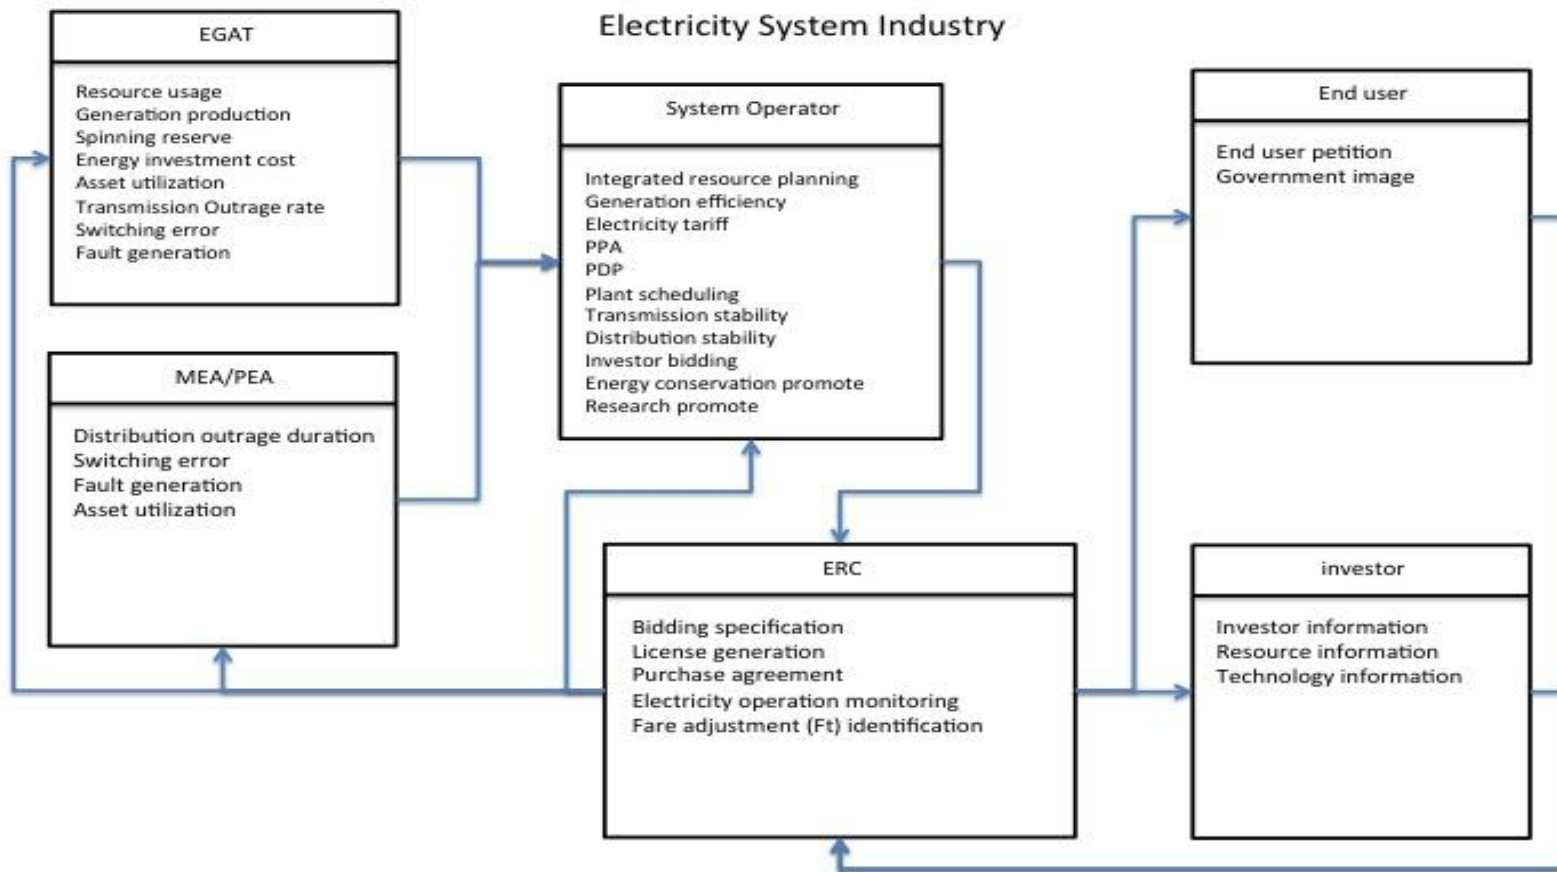 Electricity System Industry
EGAT
Resource usage
Generation production
Spinning reserve
Energy investment cost
Asset utilization
Transmission Outrage rate
Switching error
Fault generation
System Operator
Integrated resource planning
Generation efficiency
Electricity tariff
PPA
PDP
Plant scheduling
Transmission stability
Distribution stability
Investor bidding
Energy conservation promote
Research promote
End user
End user petition
Government image
MEA/PEA
Distribution outrage duration
Switching error
Fault generation
Asset utilization
ERC
Bidding specification
License generation
Purchase agreement
Electricity operation monitoring
Fare adjustment (Ft) identification
investor
Investor information
Resource information
Technology information